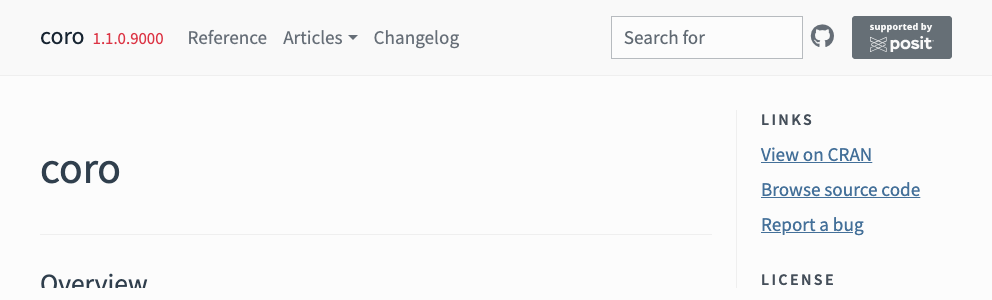 coro 1.1.0.9000 Reference Articles Changelog Search for supported by
posit
LINKS
View on CRAN
coro
Browse source code
Report a bug
Overview
LICENSE